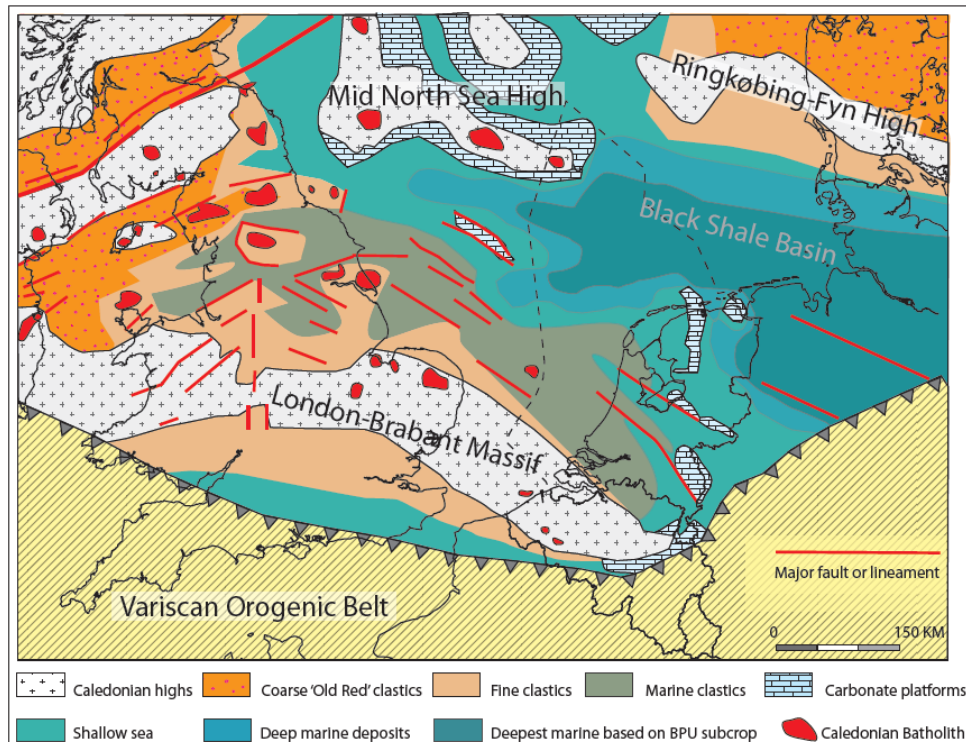 Mid North Sea High
Ringkøbing-Fyn High
Black Shale Basin
London-Brabant Massif
Variscan Orogenic Belt
Major fault or lineament
0 150 KM
Caledonian highs
Coarse 'Old Red' clastics
Fine clastics
Marine clastics
Carbonate platforms
Shallow sea
Deep marine deposits
Deepest marine based on BPU subcrop
Caledonian Batholith